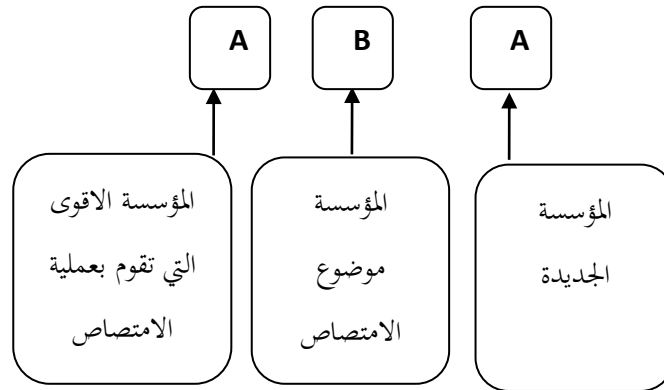 A
B
A
المؤسسة الاقوى
التي تقوم بعملية
الامتصاص
المؤسسة
موضوع
الامتصاص
المؤسسة
الجديدة